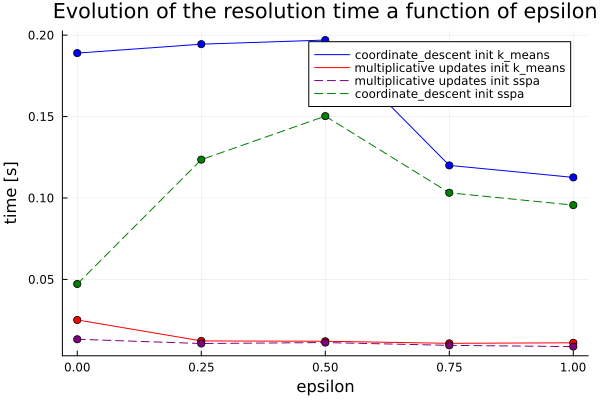 Evolution of the resolution time a function of epsilon
0.20
coordinate_descent init k_means
multiplicative updates init k_means
multiplicative updates init sspa
coordinate_descent init sspa
0.15
time [s]
0.10
0.05
0.00 0.25 0.50 0.75 1.00
epsilon